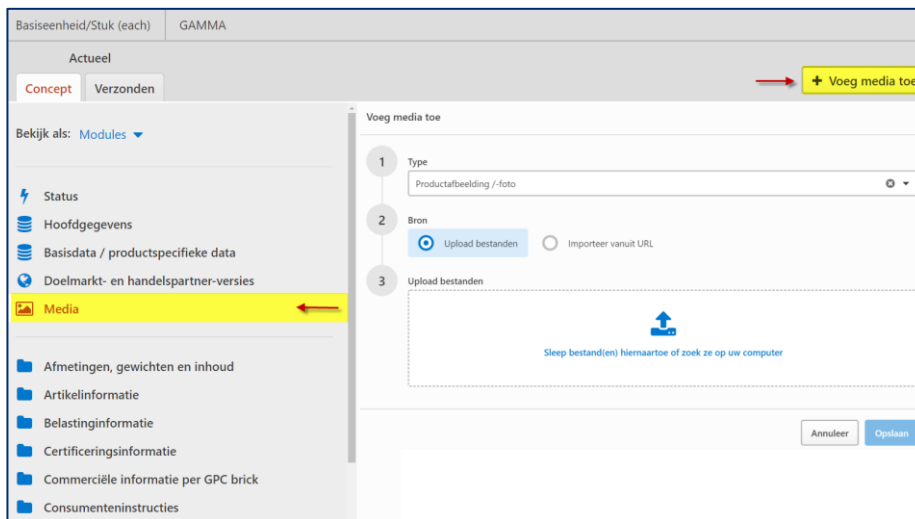 Basiseenheid/Stuk (each) GAMMA
Actueel
Concept Verzonden
+ Voeg media toe
Bekijk als: Modules
Status
Hoofdgegevens
Basisdata / productspecifieke data
Doelmarkt- en handelspartner-versies
Media
Afmetingen, gewichten en inhoud
Artikelinformatie
Belastinginformatie
Certificeringsinformatie
Commerciële informatie per GPC brick
Consumenteninstructies
Voeg media toe
1 Type
Productafbeelding /-foto
2 Bron
Upload bestanden Importeer vanuit URL
3 Upload bestanden
Sleep bestand(en) hiernaartoe of zoek ze op uw computer
Annuleer Opslaan